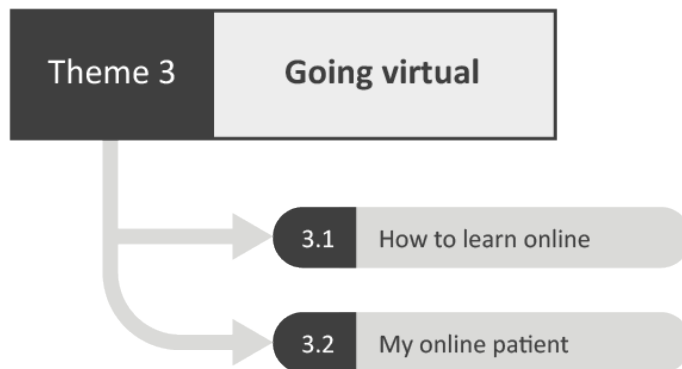 Theme 3 Going virtual
3.1 How to learn online
3.2 My online patient